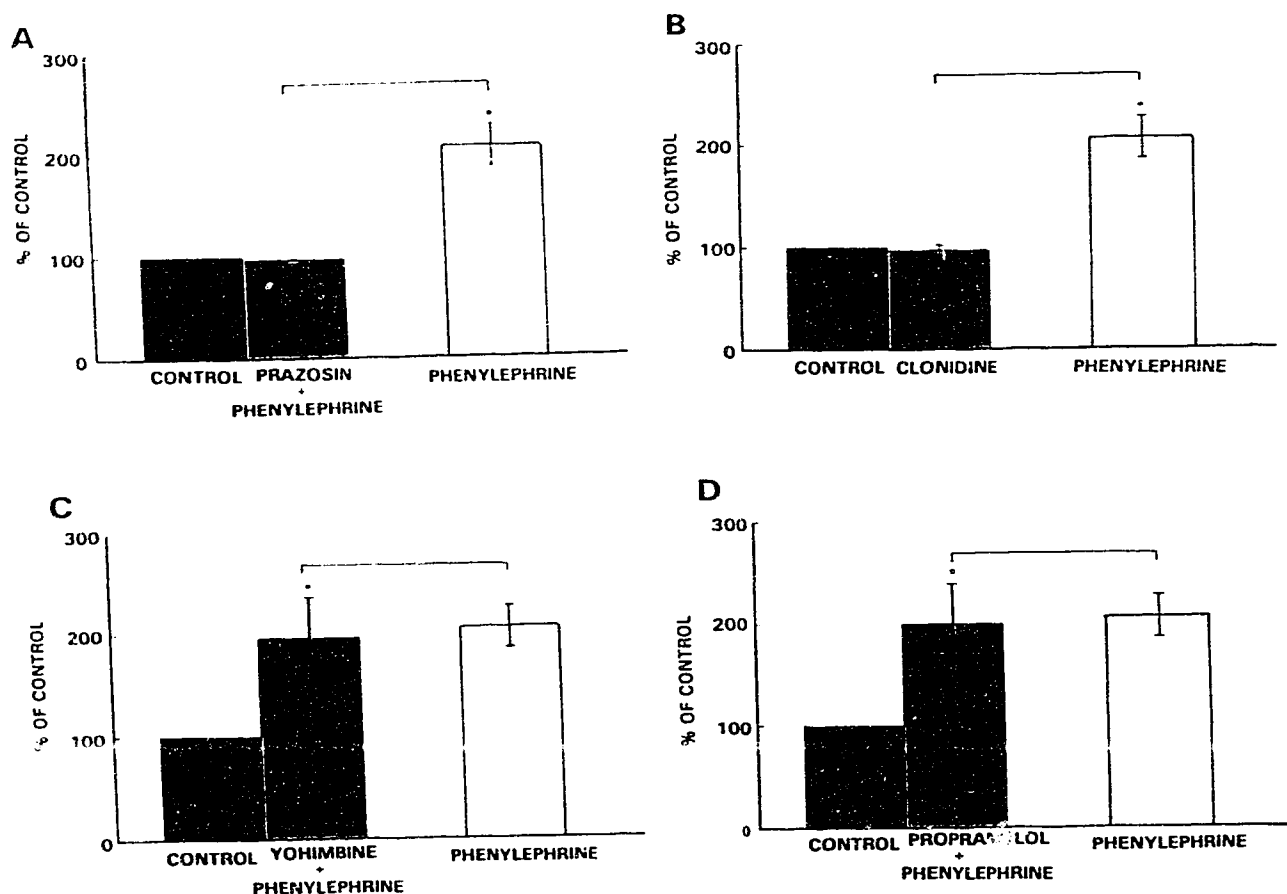 A
300
200
100
0
% OF CONTROL
CONTROL PRAZOSIN PHENYLEPHRINE
+
PHENYLEPHRINE
B
300
200
100
0
% OF CONTROL
CONTROL CLONIDINE PHENYLEPHRINE
C
300
200
100
0
% OF CONTROL
CONTROL YOHIMBINE PHENYLEPHRINE
+
PHENYLEPHRINE
D
300
200
100
0
% OF CONTROL
CONTROL PROPRANOLOL PHENYLEPHRINE
+
PHENYLEPHRINE